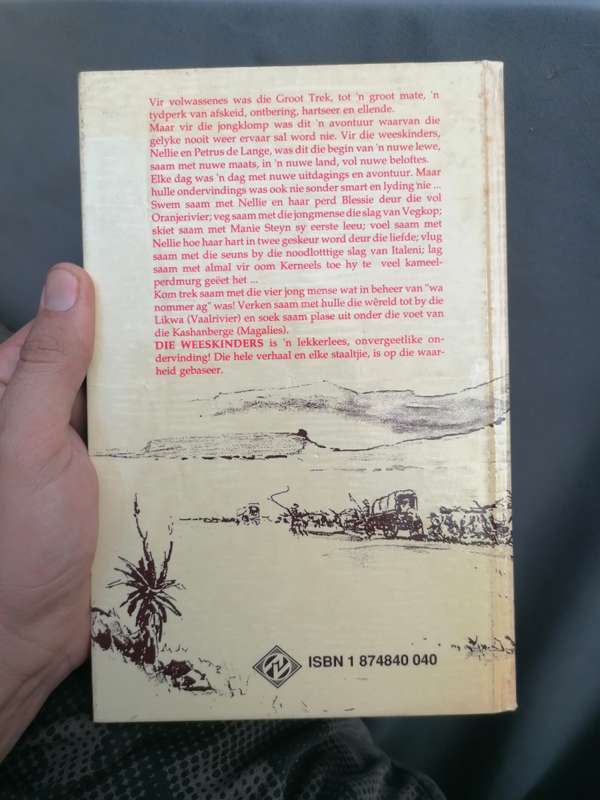 Vir volwassenes was die Groot Trek, tot 'n groot mate, 'n
tydperk van afskeid, ontbering, hartseer en ellende.
Maar vir die jongklomp was dit 'n avontuur waarvan die
gelyke nooit weer ervaar sal word nie. Vir die weeskinders,
Nellie en Petrus de Lange, was dit die begin van 'n nuwe lewe,
saam met nuwe maats, in 'n nuwe land, vol nuwe beloftes.
Elke dag was 'n dag met nuwe uitdagings en avontuur. Maar
hulle ondervindings was ook nie sonder smart en lyding nie ...
Swem saam met Nellie en haar perd Blessie deur die vol
Oranjerivier; veg saam met die jongmense die slag van Vegkop;
skiet saam met Manie Steyn sy eerste leeu; voel saam met
Nellie hoe haar hart in twee geskeur word deur die liefde; vlug
saam met die seuns by die noodlotttige slag van Italeni; lag
saam met almal vir oom Kerneels toe hy te veel kameel-
perdmurg geëet het ...
Kom trek saam met die vier jong mense wat in beheer van "wa
nommer ag" was! Verken saam met hulle die wêreld tot by die
Likwa (Vaalrivier) en soek saam plase uit onder die voet van
die Kashanberge (Magalies).
DIE WEESKINDERS is 'n lekkerlees, onvergeetlike on-
dervinding! Die hele verhaal en elke staaltjie, is op die waar-
heid gebaseer.
ISBN 1 874840 040